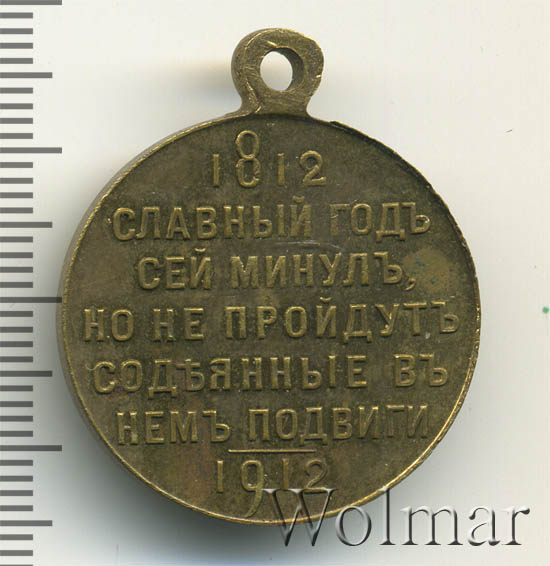 1812
СЛАВНЫЙ ГОДЪ
СЕЙ МИНУЛЪ,
НО НЕ ПРОЙДУТЪ
СОДѢЯННЫЕ ВЪ
НЕМЪ ПОДВИГИ
1912
Wolmar